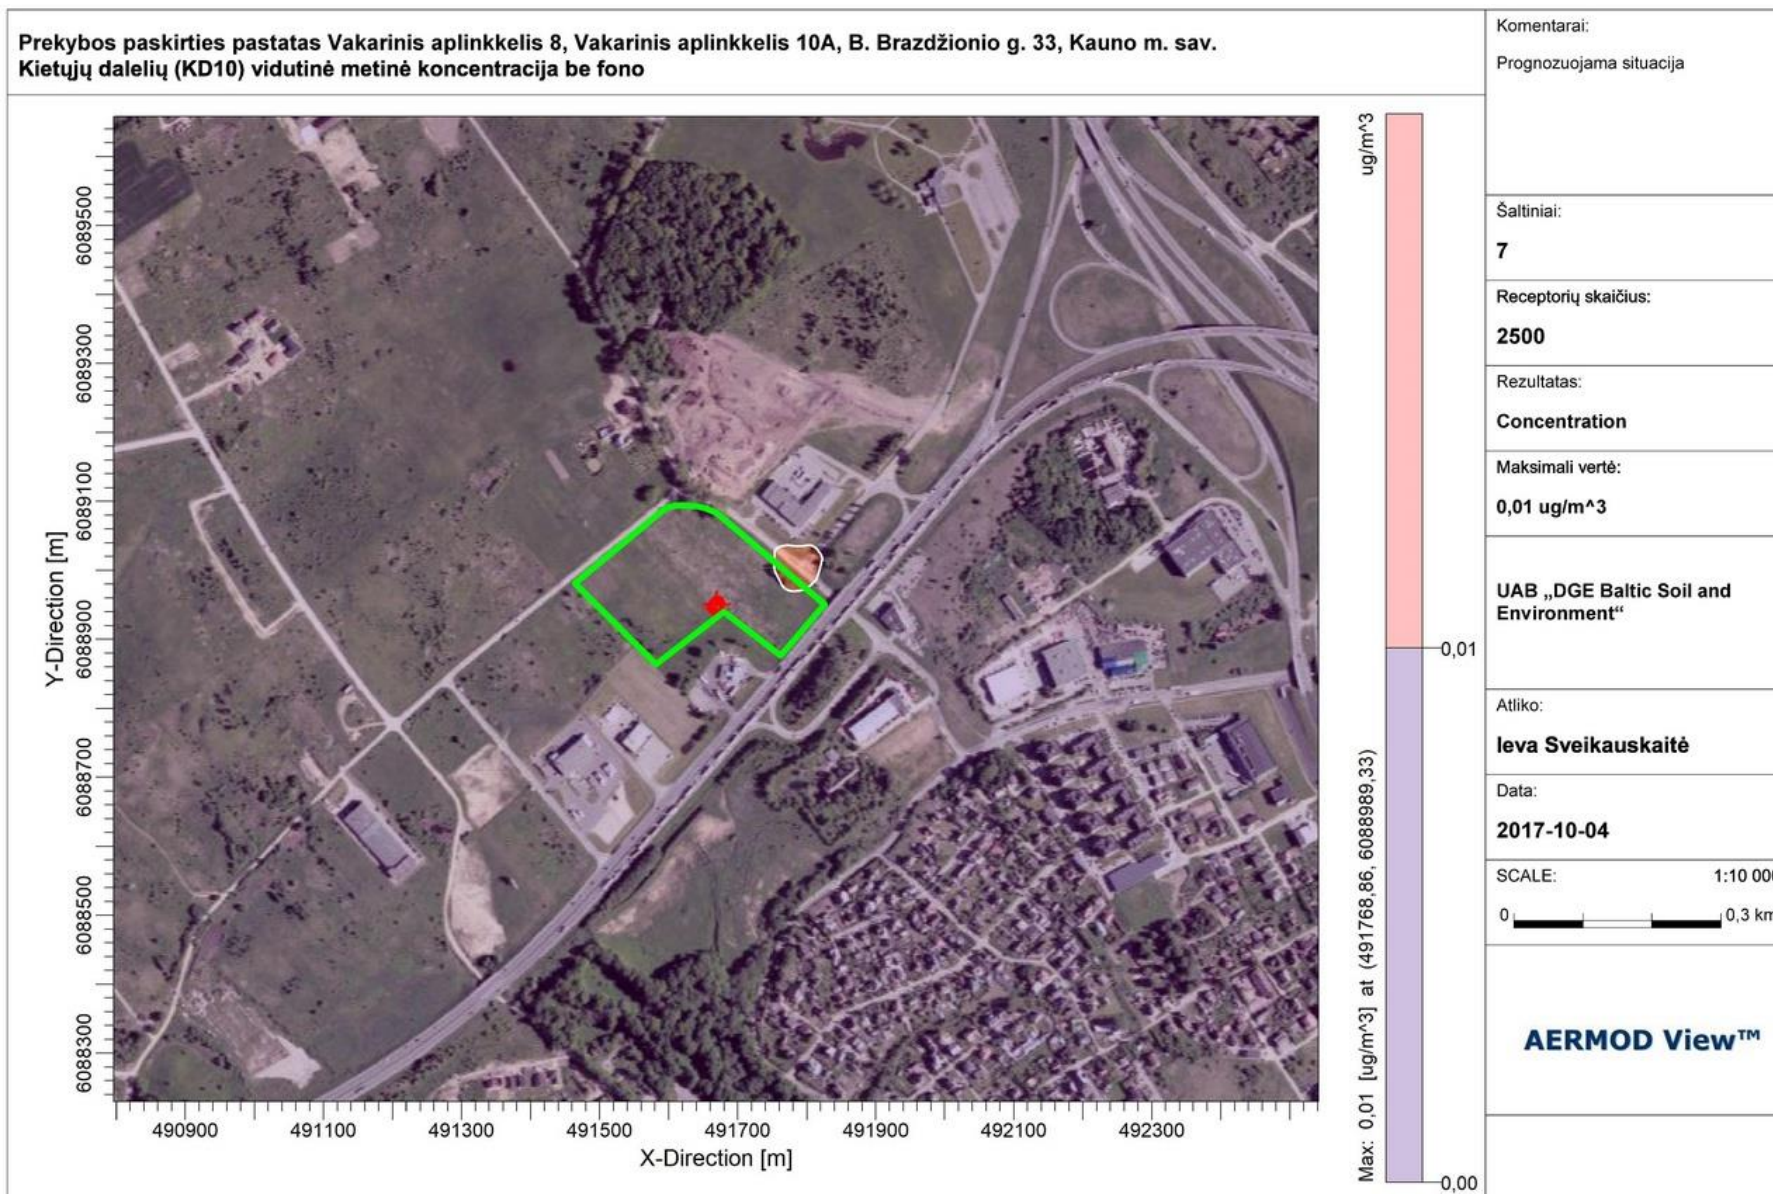 Prekybos paskirties pastatas Vakarinis aplinkkelis 8, Vakarinis aplinkkelis 10A, B. Brazdžionio g. 33, Kauno m. sav.
Kietųjų dalelių (KD10) vidutinė metinė koncentracija be fono
Y-Direction [m]
6089500
6089300
6089100
6088900
6088700
6088500
6088300
490900
491100
491300
491500
491700
491900
492100
492300
X-Direction [m]
ug/m^3
0,01
0,00
Max: 0,01 [ug/m^3] at (491768,86, 6088989,33)
Komentarai:
Prognozuojama situacija
Šaltiniai:
7
Receptorių skaičius:
2500
Rezultatas:
Concentration
Maksimali vertė:
0,01 ug/m^3
UAB „DGE Baltic Soil and
Environment“
Atliko:
Ieva Sveikauskaitė
Data:
2017-10-04
SCALE: 1:10 000
0 0,3 km
AERMOD View™